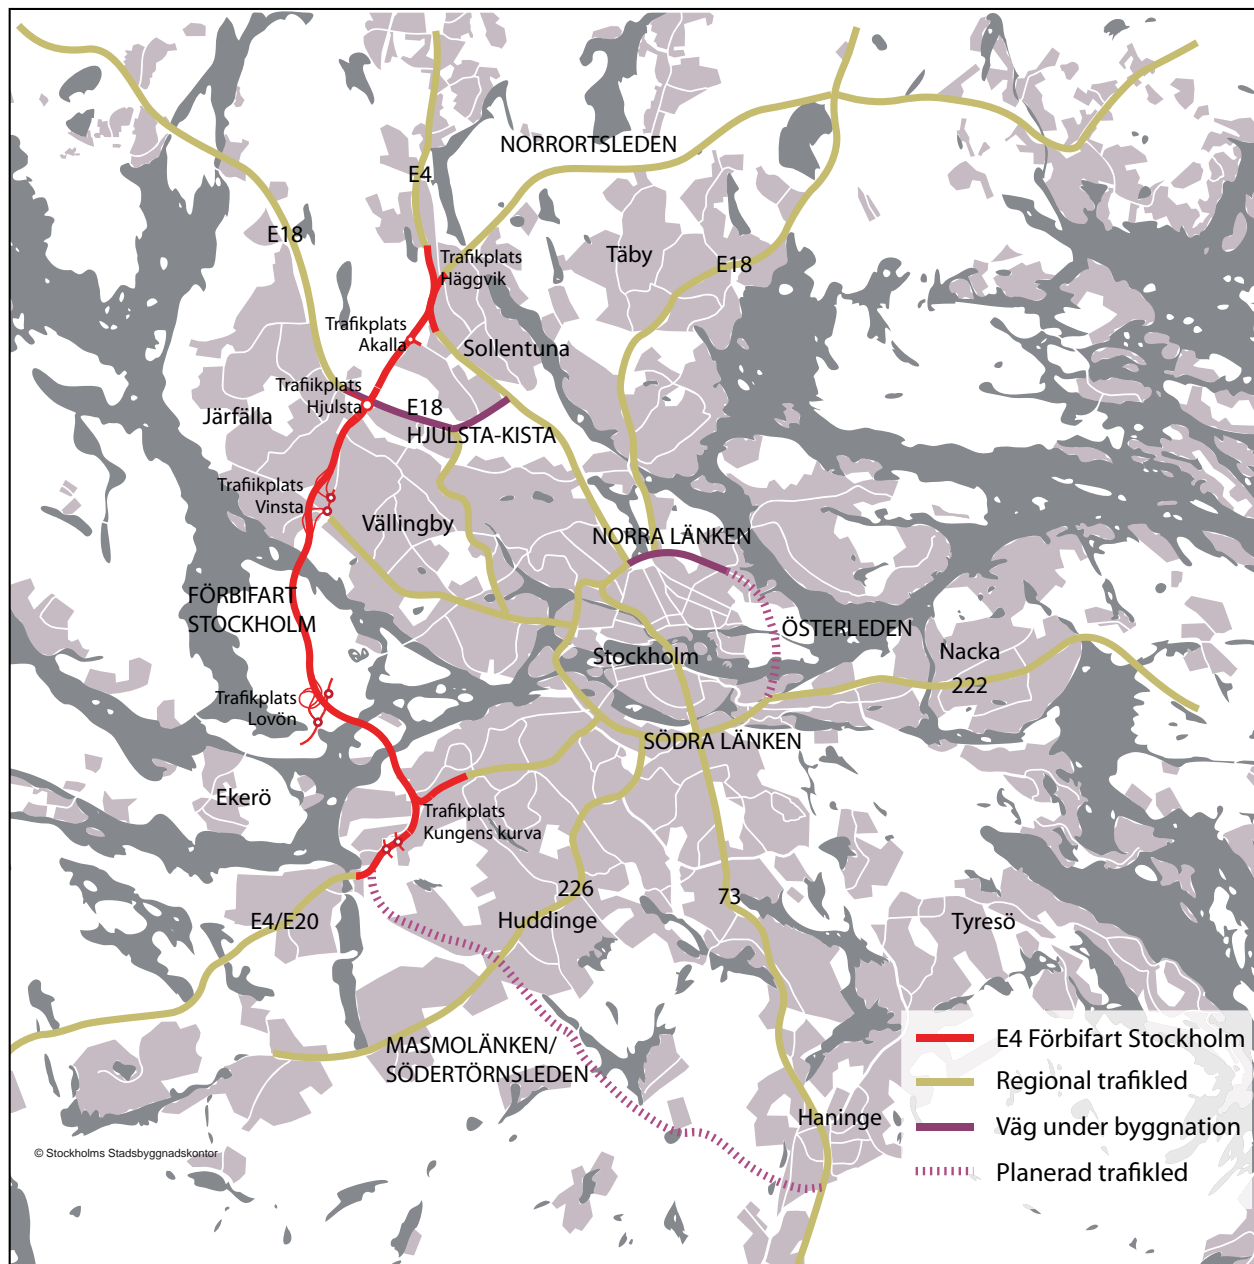 NORRORTSLEDEN
E4
E18
Trafikplats
Häggvik
Täby
E18
Trafikplats
Akalla
Sollentuna
Trafiikplats
Hjulsta
Järfälla
E18
HJULSTA-KISTA
Trafiikplats
Vinsta
Vällingby
NORRA LÄNKEN
FÖRBIFART
STOCKHOLM
ÖSTERLEDEN
Stockholm
Nacka
222
Trafikplats
Lovön
SÖDRA LÄNKEN
Ekerö
Trafikplats
Kungens kurva
226
73
E4/E20
Huddinge
Tyresö
MASMOLÄNKEN/
SÖDERTÖRNSLEDEN
Haninge
E4 Förbifart Stockholm
Regional trafikled
Väg under byggnation
Planerad trafikled
© Stockholms Stadsbyggnadskontor